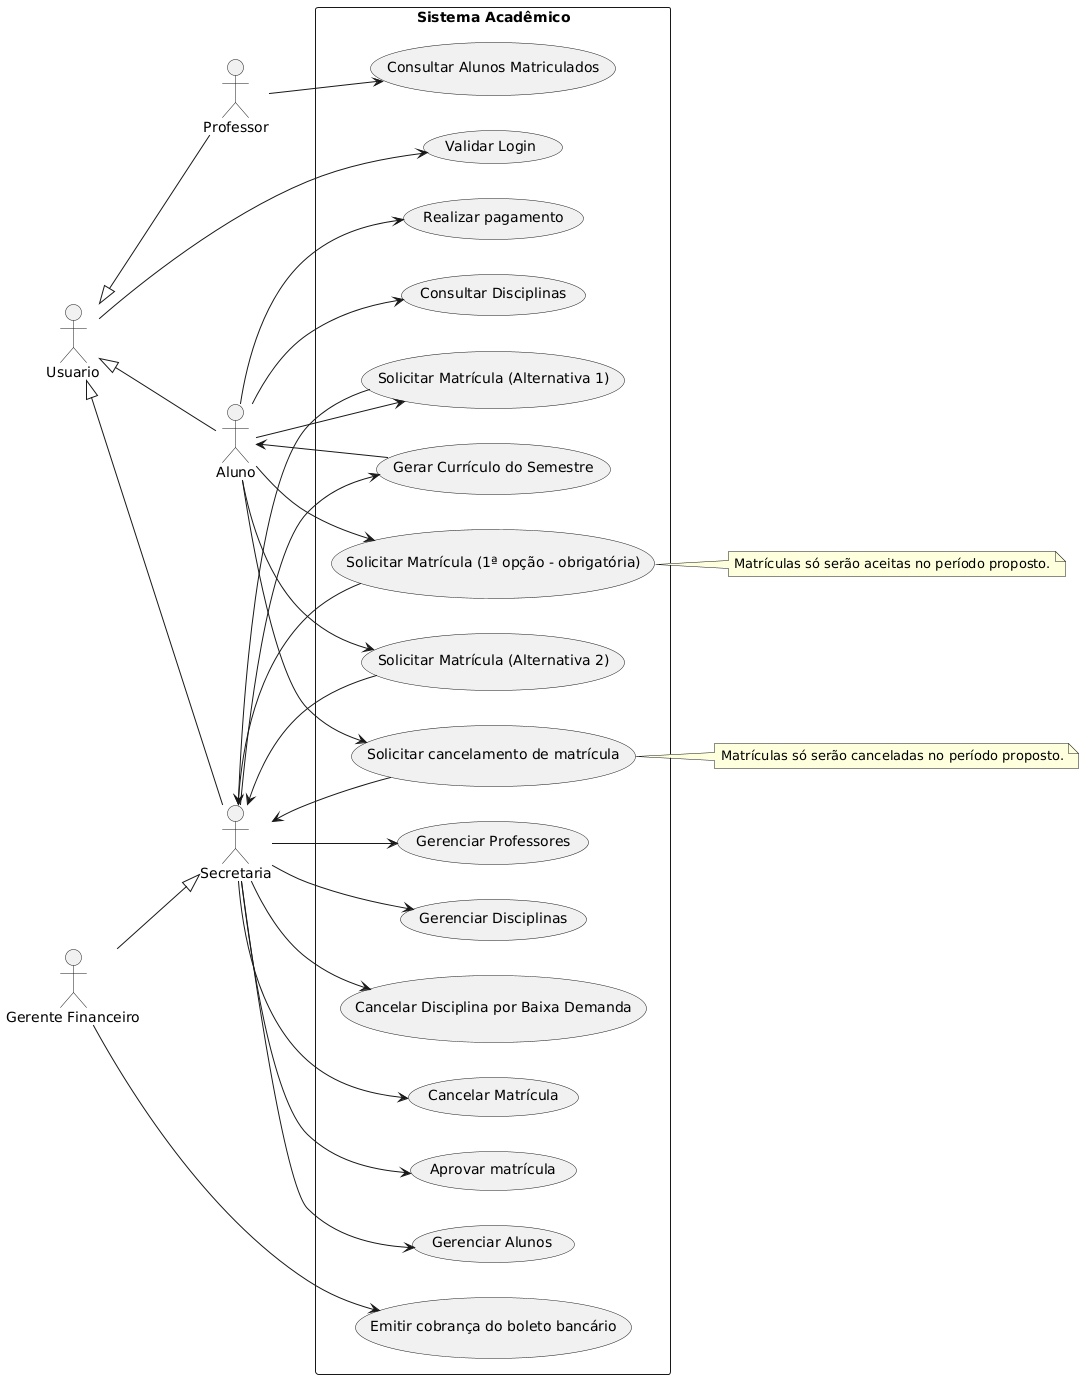 Sistema Acadêmico
Consultar Alunos Matriculados
Professor
Validar Login
Realizar pagamento
Consultar Disciplinas
Usuario
Solicitar Matrícula (Alternativa 1)
Aluno
Gerar Currículo do Semestre
Solicitar Matrícula (1ª opção - obrigatória)
Matrículas só serão aceitas no período proposto.
Solicitar Matrícula (Alternativa 2)
Solicitar cancelamento de matrícula
Matrículas só serão canceladas no período proposto.
Gerenciar Professores
Secretaria
Gerenciar Disciplinas
Cancelar Disciplina por Baixa Demanda
Gerente Financeiro
Cancelar Matrícula
Aprovar matrícula
Gerenciar Alunos
Emitir cobrança do boleto bancário